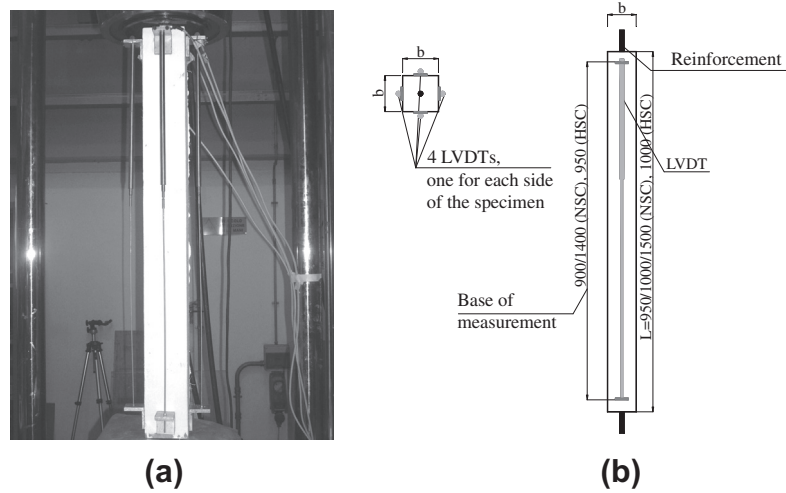 b
b
b
Reinforcement
4 LVDTs,
one for each side
of the specimen
LVDT
900/1400 (NSC), 950 (HSC)
L=950/1000/1500 (NSC), 1000 (HSC)
Base of
measurement
(a)
(b)